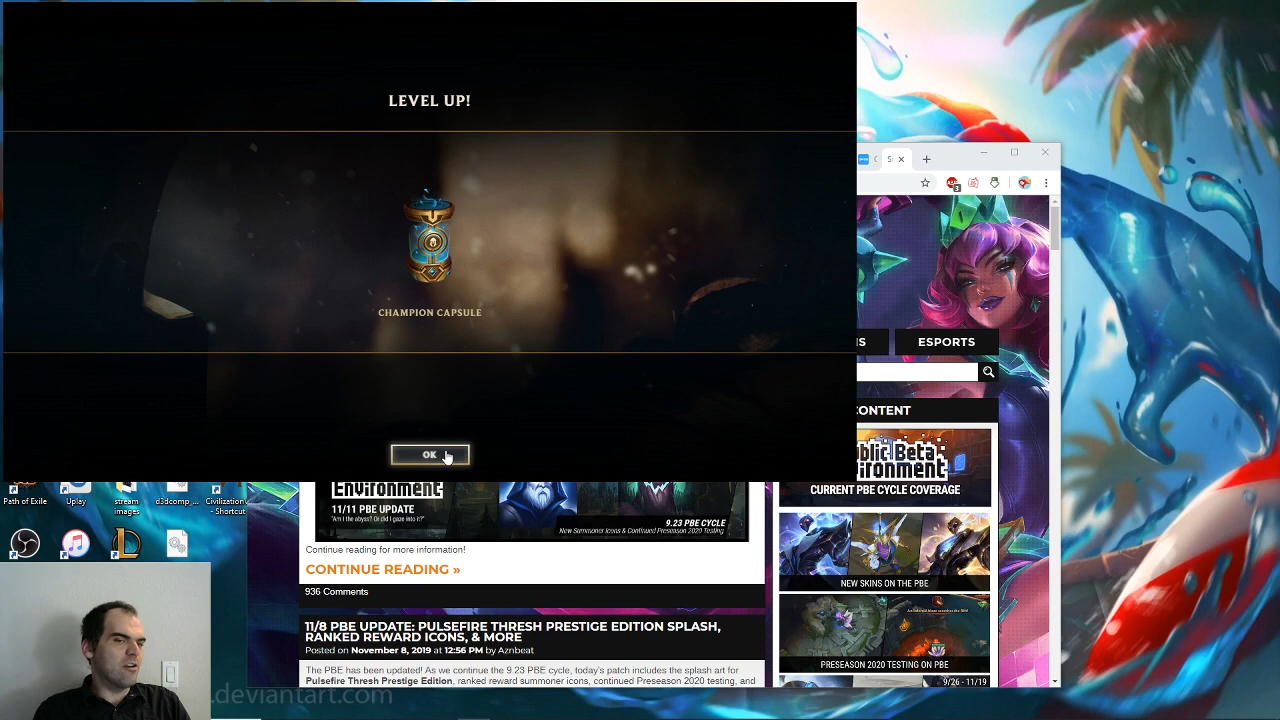 LEVEL UP!
CHAMPION CAPSULE
OK
ESPORTS
CURRENT PBE CYCLE COVERAGE
NEW SKINS ON THE PBE
PRESEASON 2020 TESTING ON PBE
9/26 - 11/19
Environment
11/11 PBE UPDATE
"Am I the abyss? Or did I gaze into it?"
9.23 PBE CYCLE
New Summoner Icons & Continued Preseason 2020 Testing
Continue reading for more information!
CONTINUE READING »
936 Comments
11/8 PBE UPDATE: PULSEFIRE THRESH PRESTIGE EDITION SPLASH,
RANKED REWARD ICONS, & MORE
Posted on November 8, 2019 at 12:56 PM by Aznbeat
The PBE has been updated! As we continue the 9.23 PBE cycle, today's patch includes the splash art for
Pulsefire Thresh Prestige Edition, ranked reward summoner icons, continued Preseason 2020 testing, and
Path of Exile
Uplay
stream
images
d3dcomp_...
Civilization
- Shortcut
.deviantart.com